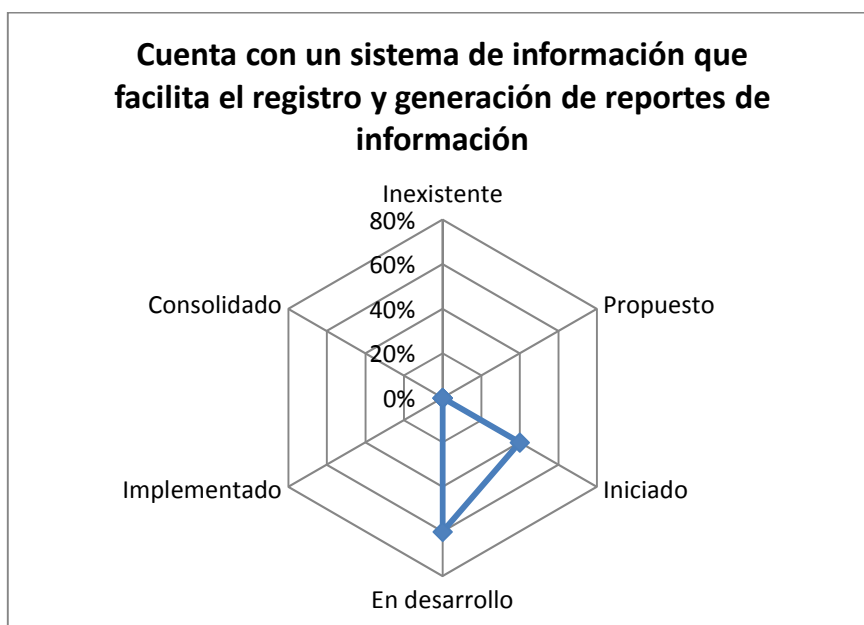 Cuenta con un sistema de información que
facilita el registro y generación de reportes de
información
Inexistente
80%
60%
Consolidado
Propuesto
40%
20%
0%
Implementado
Iniciado
En desarrollo